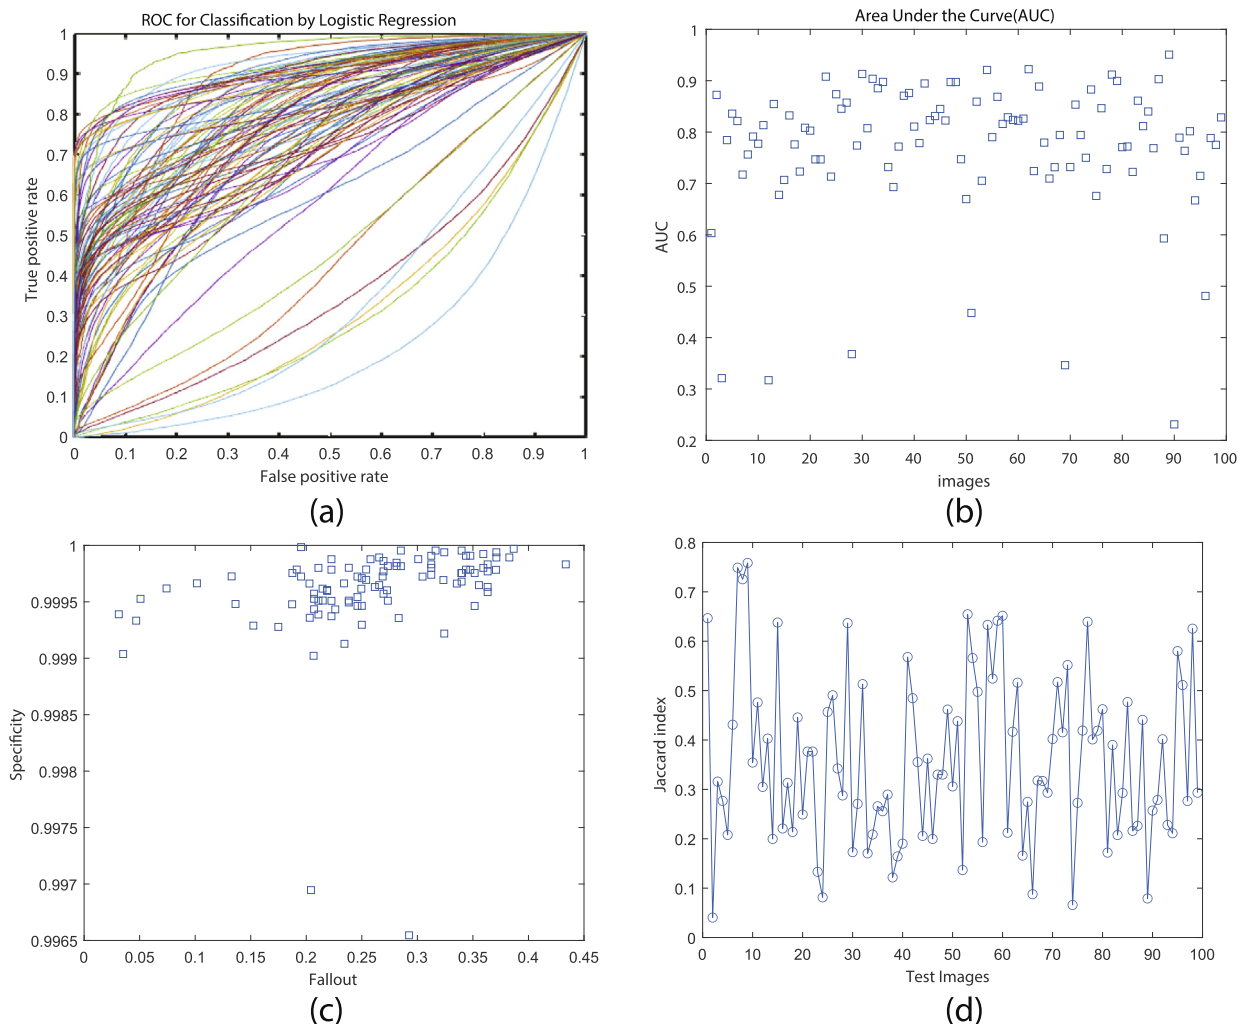 ROC for Classification by Logistic Regression
1
0.9
0.8
0.7
0.6
0.5
0.4
0.3
0.2
0.1
0
True positive rate
0 0.1 0.2 0.3 0.4 0.5 0.6 0.7 0.8 0.9 1
False positive rate
(a)
Area Under the Curve(AUC)
1
0.9
0.8
0.7
0.6
0.5
0.4
0.3
0.2
AUC
0 10 20 30 40 50 60 70 80 90 100
images
(b)
1
0.9995
0.999
0.9985
0.998
0.9975
0.997
0.9965
Specificity
0 0.05 0.1 0.15 0.2 0.25 0.3 0.35 0.4 0.45
Fallout
(c)
0.8
0.7
0.6
0.5
0.4
0.3
0.2
0.1
0
Jaccard index
0 10 20 30 40 50 60 70 80 90 100
Test Images
(d)